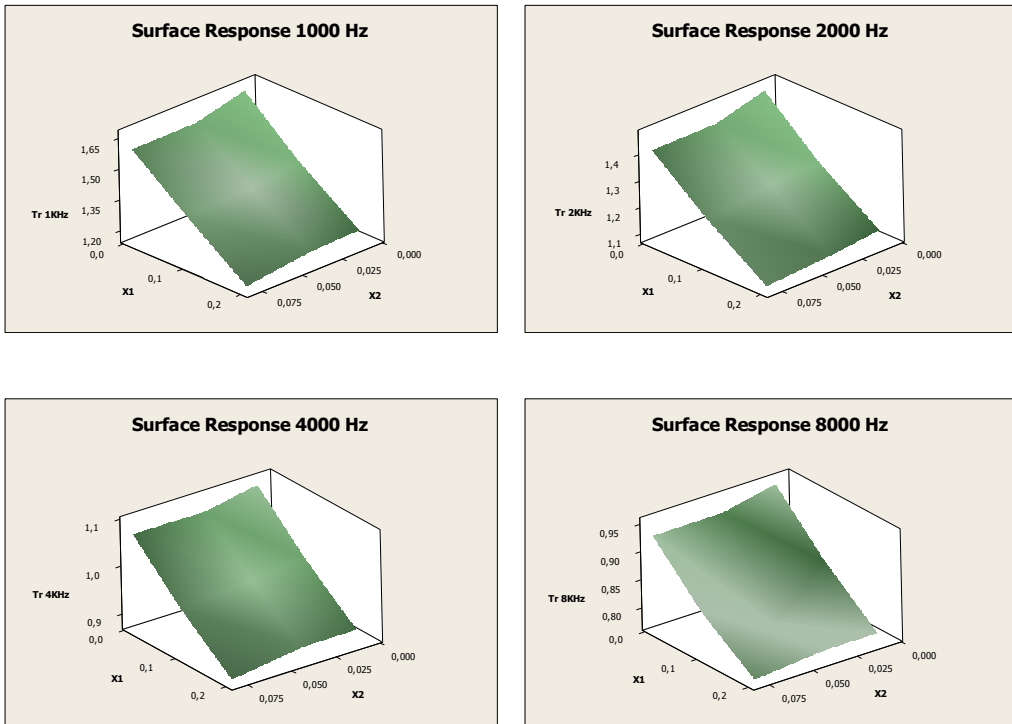 Surface Response 1000 Hz
1,65
1,50
1,35
1,20
Tr 1KHz
0,0
0,1
0,2
X1
0,000
0,025
0,050
0,075
X2
Surface Response 2000 Hz
1,4
1,3
1,2
1,1
Tr 2KHz
0,0
0,1
0,2
X1
0,000
0,025
0,050
0,075
X2
Surface Response 4000 Hz
1,1
1,0
0,9
Tr 4KHz
0,0
0,1
0,2
X1
0,000
0,025
0,050
0,075
X2
Surface Response 8000 Hz
0,95
0,90
0,85
0,80
Tr 8KHz
0,0
0,1
0,2
X1
0,000
0,025
0,050
0,075
X2